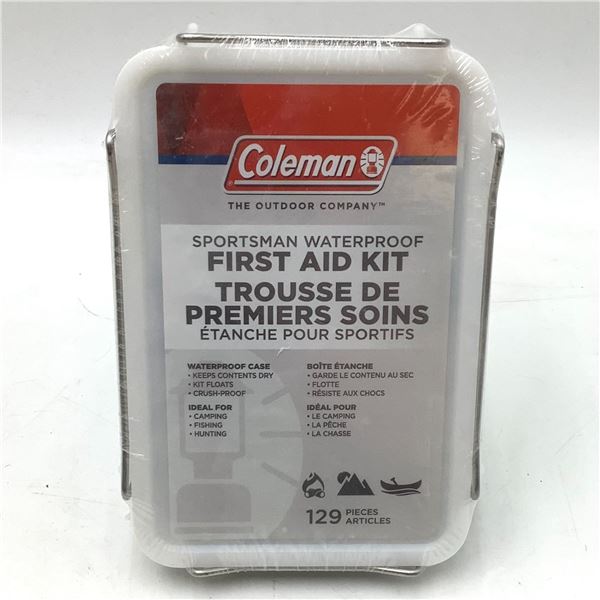 Coleman
THE OUTDOOR COMPANY™
SPORTSMAN WATERPROOF
FIRST AID KIT
TROUSSE DE
PREMIERS SOINS
ÉTANCHE POUR SPORTIFS
WATERPROOF CASE
• KEEPS CONTENTS DRY
• KIT FLOATS
• CRUSH-PROOF
IDEAL FOR
• CAMPING
• FISHING
• HUNTING
BOÎTE ÉTANCHE
• GARDE LE CONTENU AU SEC
• FLOTTE
• RÉSISTE AUX CHOCS
IDÉAL POUR
• LE CAMPING
• LA PÊCHE
• LA CHASSE
129 PIECES
ARTICLES